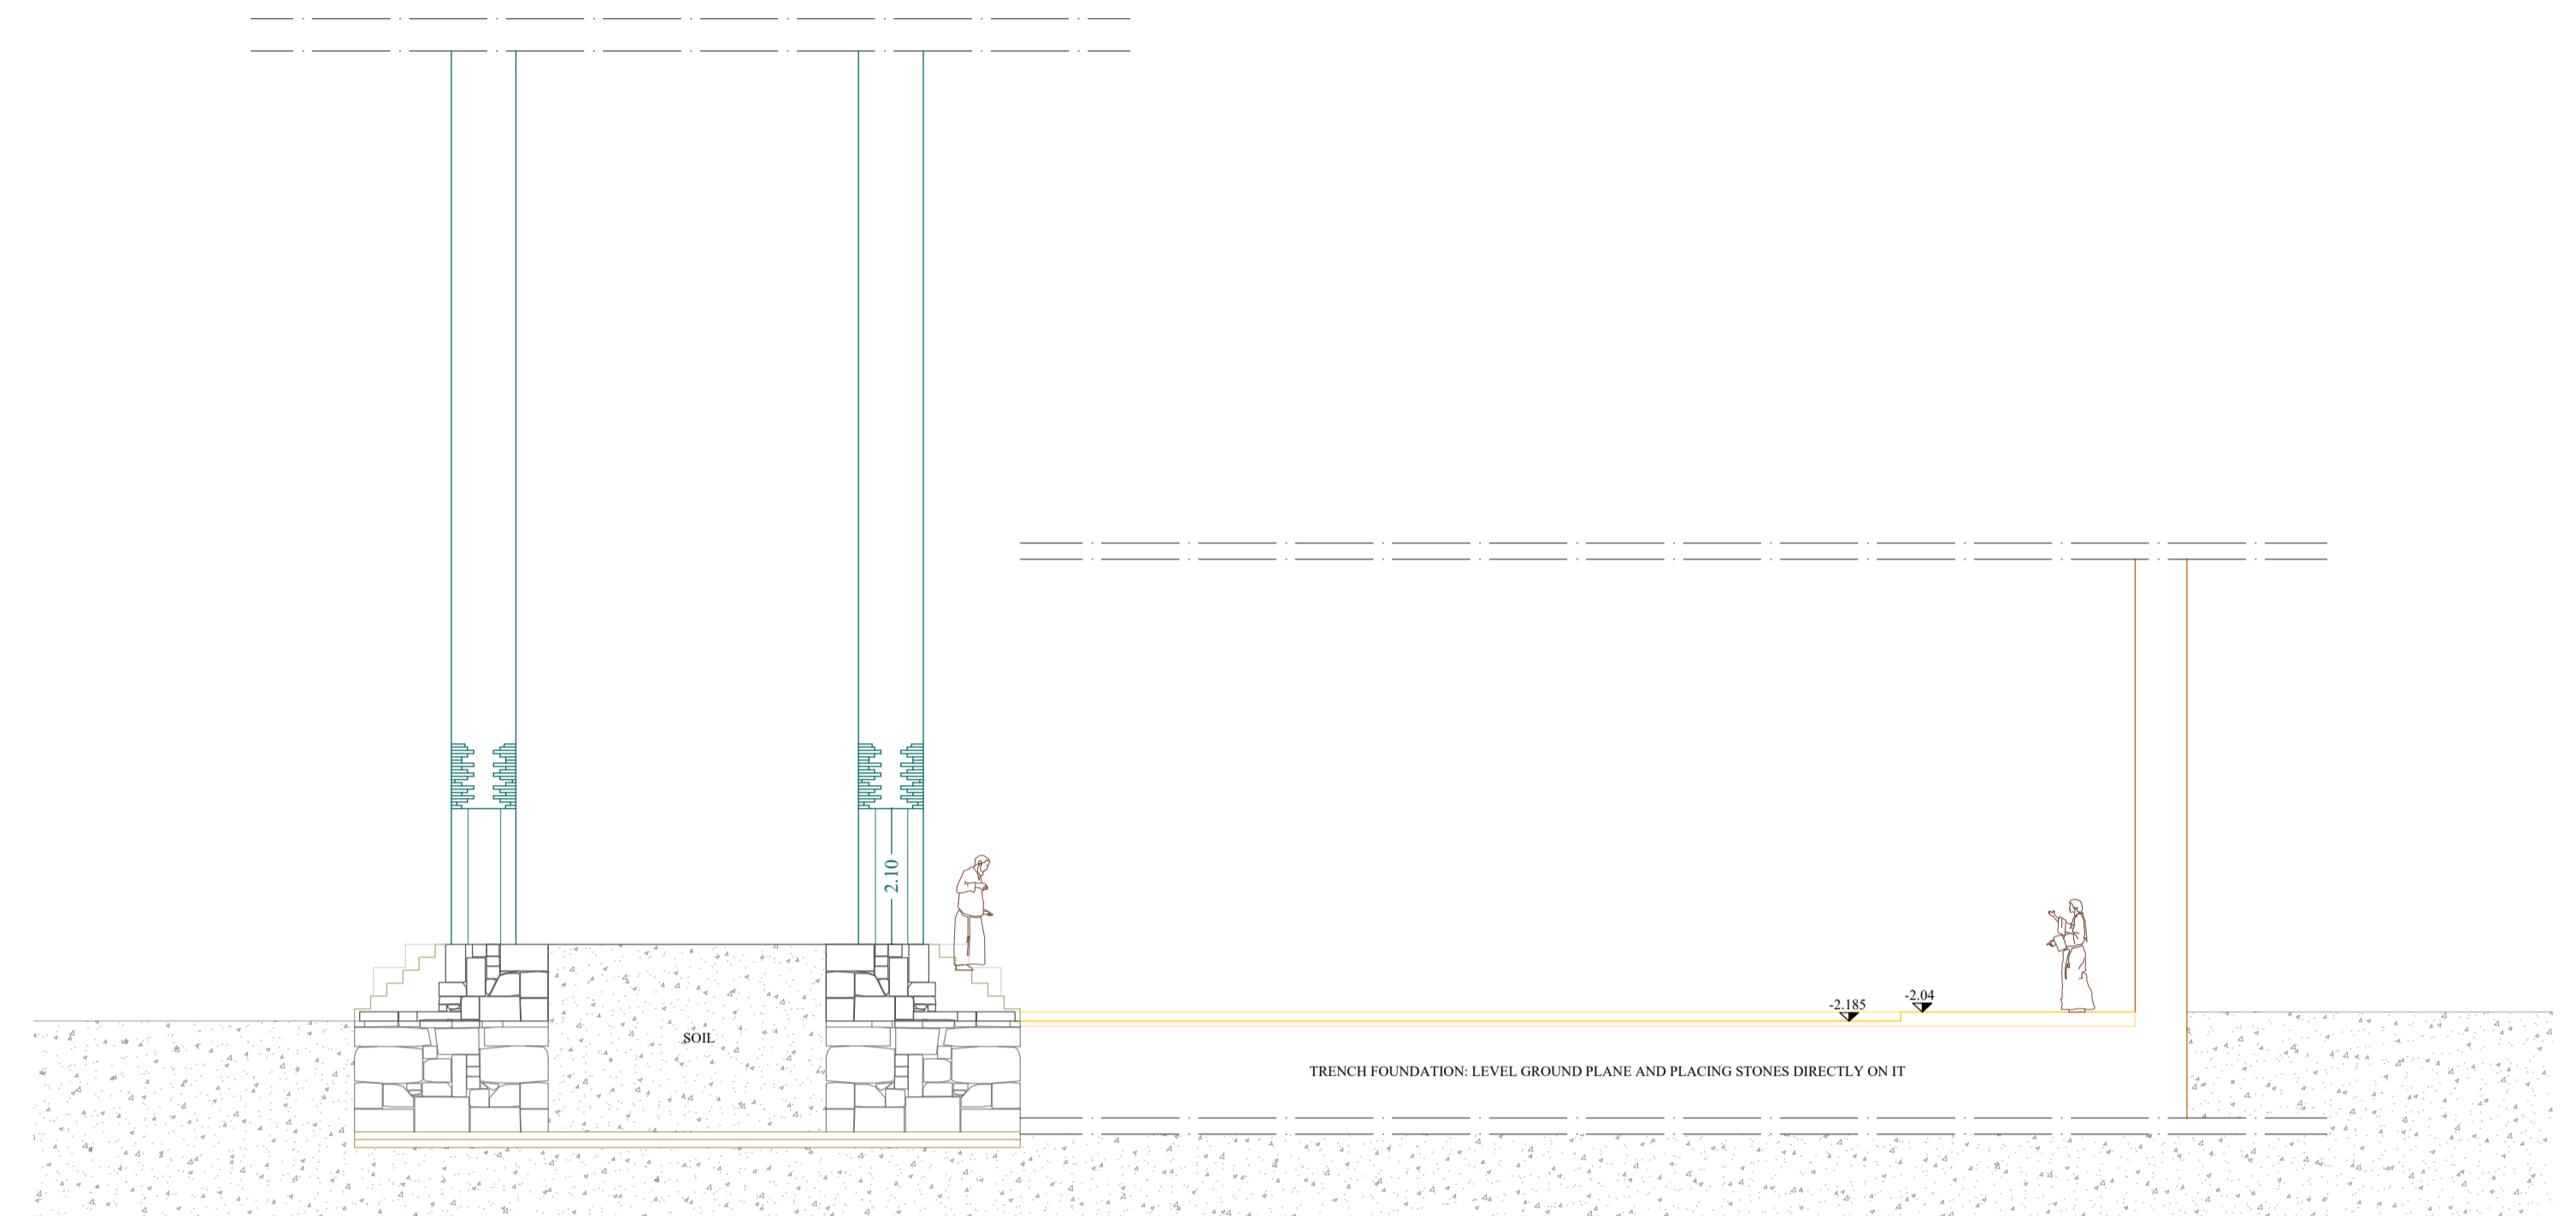 2.10
-2.185
-2.04
SOIL
TRENCH FOUNDATION: LEVEL GROUND PLANE AND PLACING STONES DIRECTLY ON IT